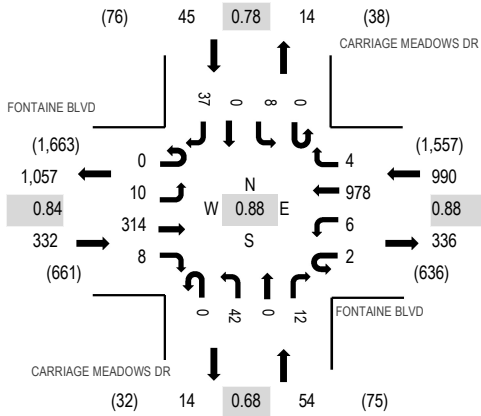 (76) 45 0.78 14 (38)
CARRIAGE MEADOWS DR
37 0 8 0
FONTAINE BLVD
(1,663) (1,557)
0 4
1,057 990
10 N 978
0.84 W 0.88 E 0.88
314 6
332 S 336
8 2
(661) (636)
0 42 0 12
FONTAINE BLVD
CARRIAGE MEADOWS DR
(32) 14 0.68 54 (75)